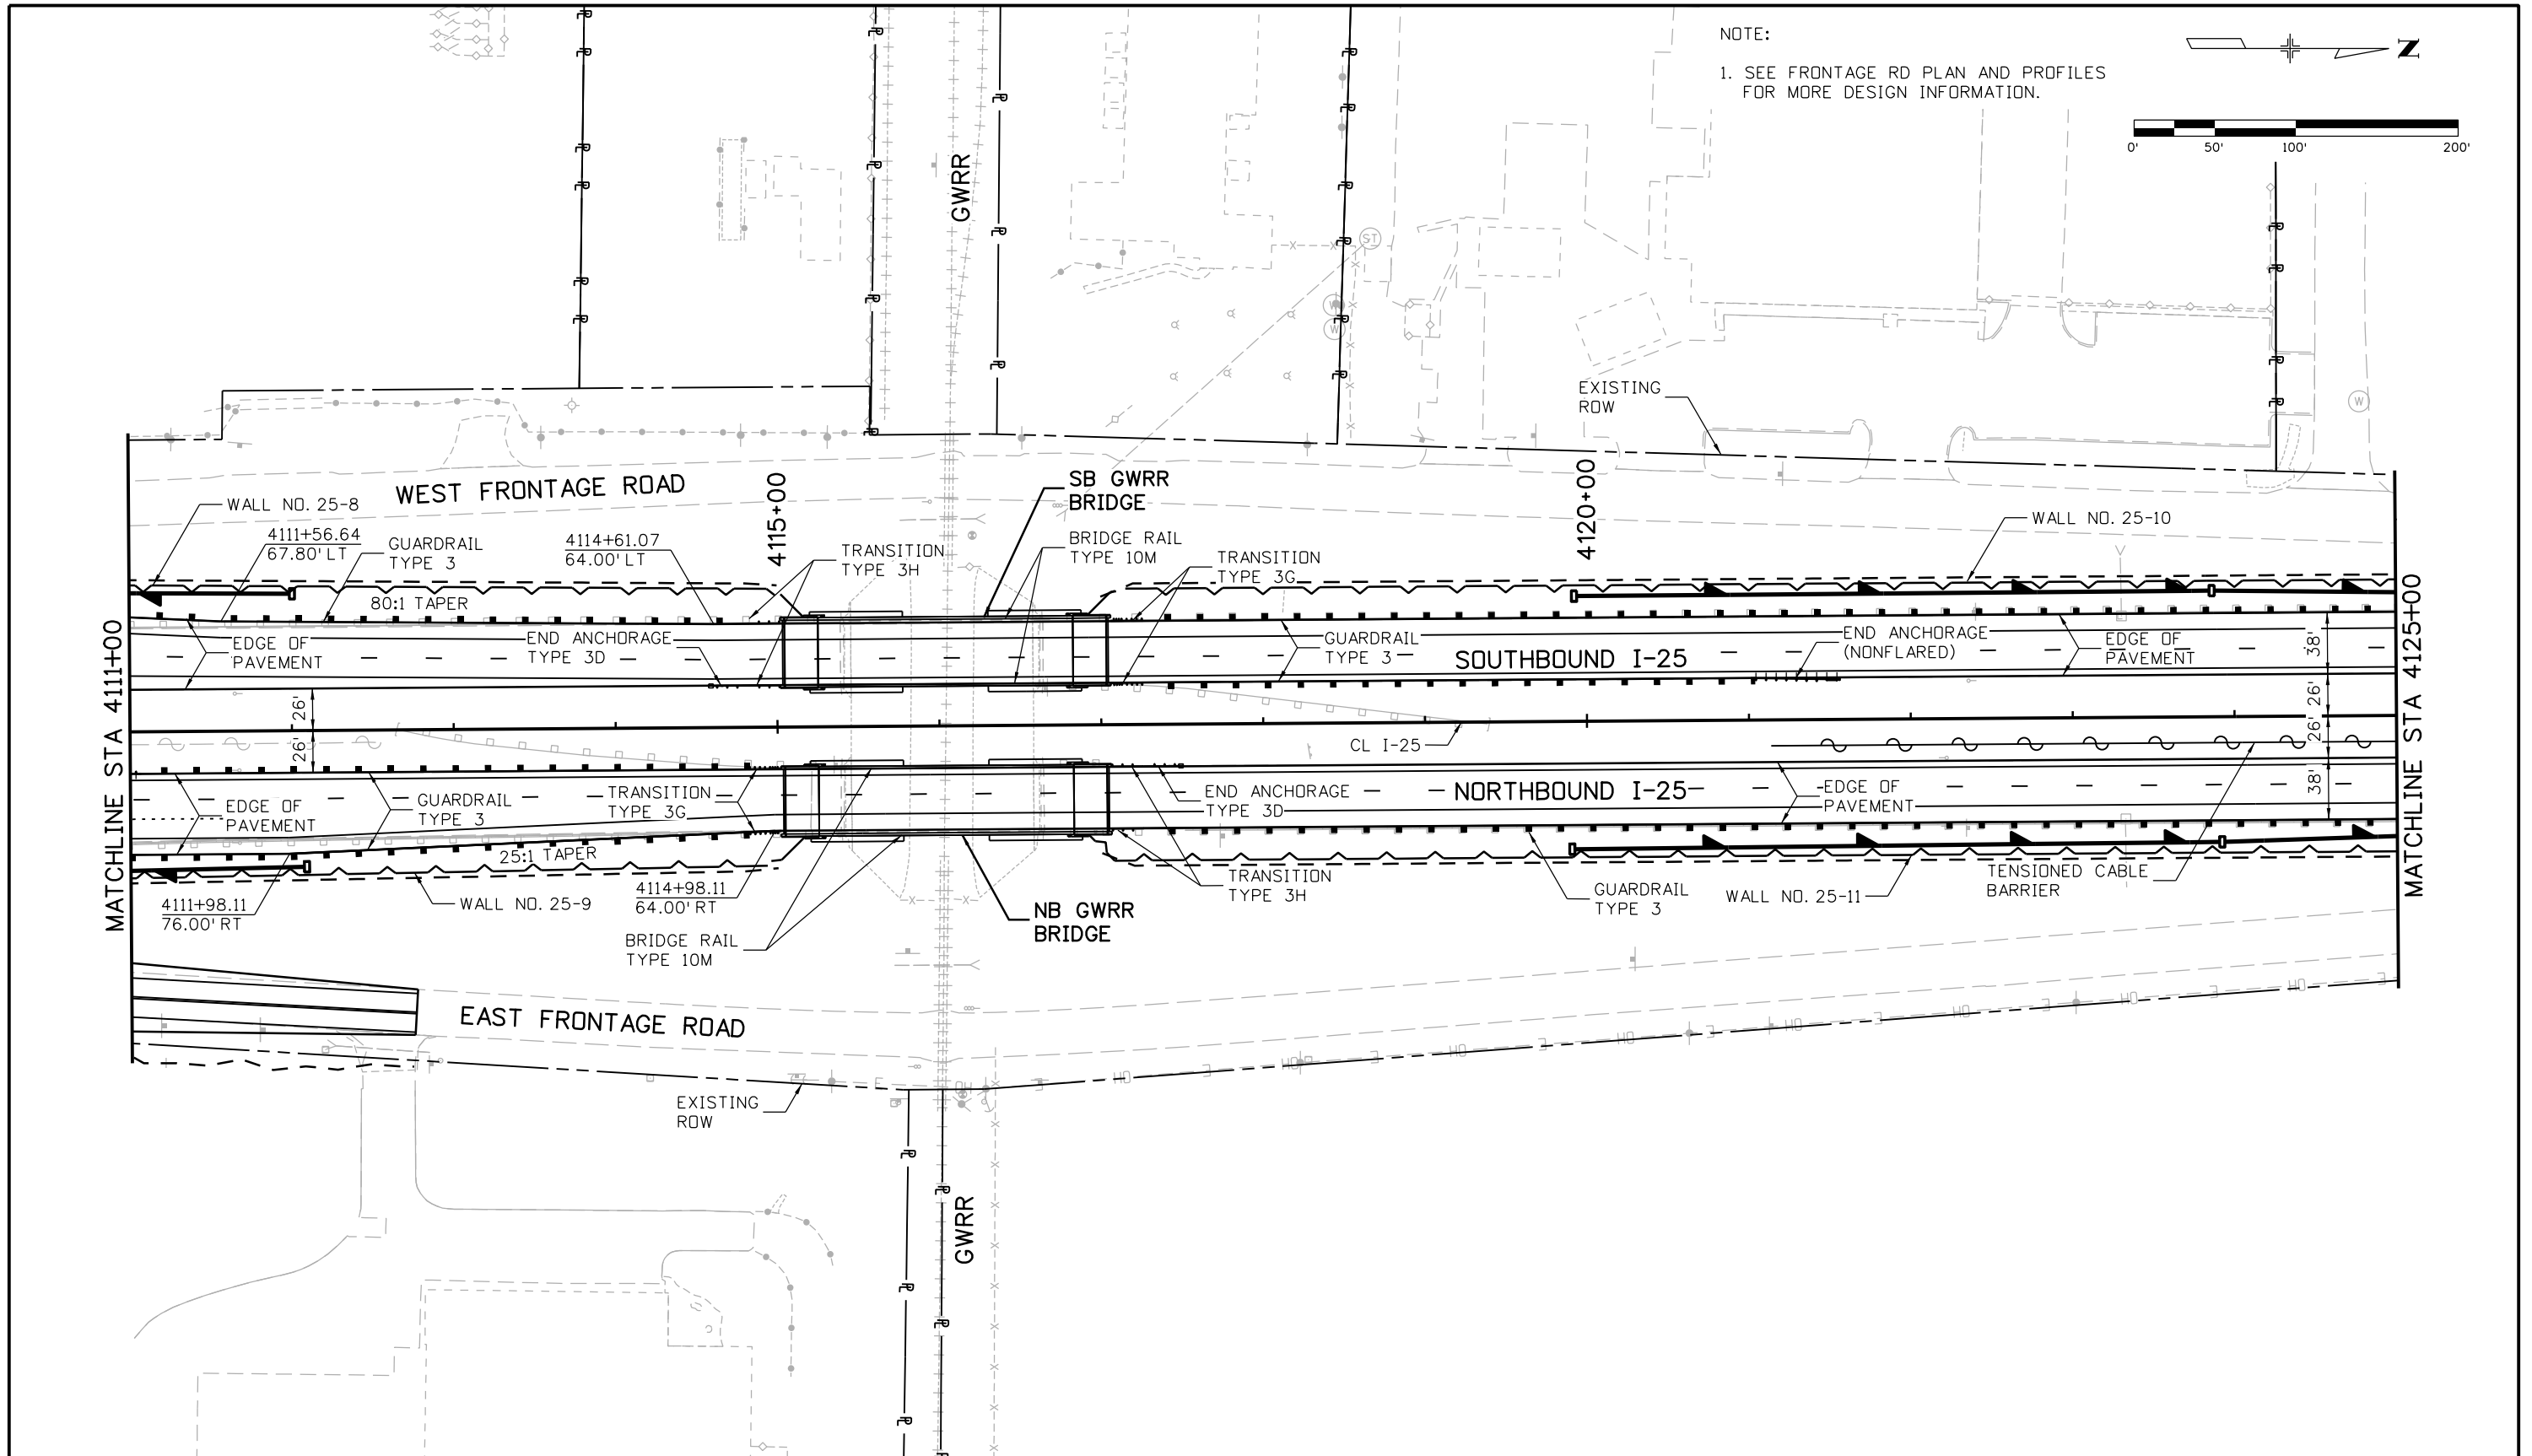 NOTE:
1. SEE FRONTAGE RD PLAN AND PROFILES
FOR MORE DESIGN INFORMATION.
N
0' 50' 100' 200'
GWRR
ST
W
W
W
EXISTING
ROW
WEST FRONTAGE ROAD
4115+00
SB GWRR
BRIDGE
4120+00
WALL NO. 25-8
4111+56.64
67.80' LT
GUARDRAIL
TYPE 3
4114+61.07
64.00' LT
TRANSITION
TYPE 3H
BRIDGE RAIL
TYPE 10M
TRANSITION
TYPE 3G
WALL NO. 25-10
80:1 TAPER
EDGE OF
PAVEMENT
END ANCHORAGE
TYPE 3D
GUARDRAIL
TYPE 3
SOUTHBOUND I-25
END ANCHORAGE
(NONFLARED)
EDGE OF
PAVEMENT
38'
MATCHLINE STA 4111+00
MATCHLINE STA 4125+00
26'
26'
26'
26'
CL I-25
EDGE OF
PAVEMENT
GUARDRAIL
TYPE 3
TRANSITION
TYPE 3G
END ANCHORAGE
TYPE 3D
NORTHBOUND I-25
EDGE OF
PAVEMENT
38'
25:1 TAPER
4111+98.11
76.00' RT
WALL NO. 25-9
4114+98.11
64.00' RT
BRIDGE RAIL
TYPE 10M
NB GWRR
BRIDGE
TRANSITION
TYPE 3H
GUARDRAIL
TYPE 3
WALL NO. 25-11
TENSIONED CABLE
BARRIER
EAST FRONTAGE ROAD
EXISTING
ROW
GWRR